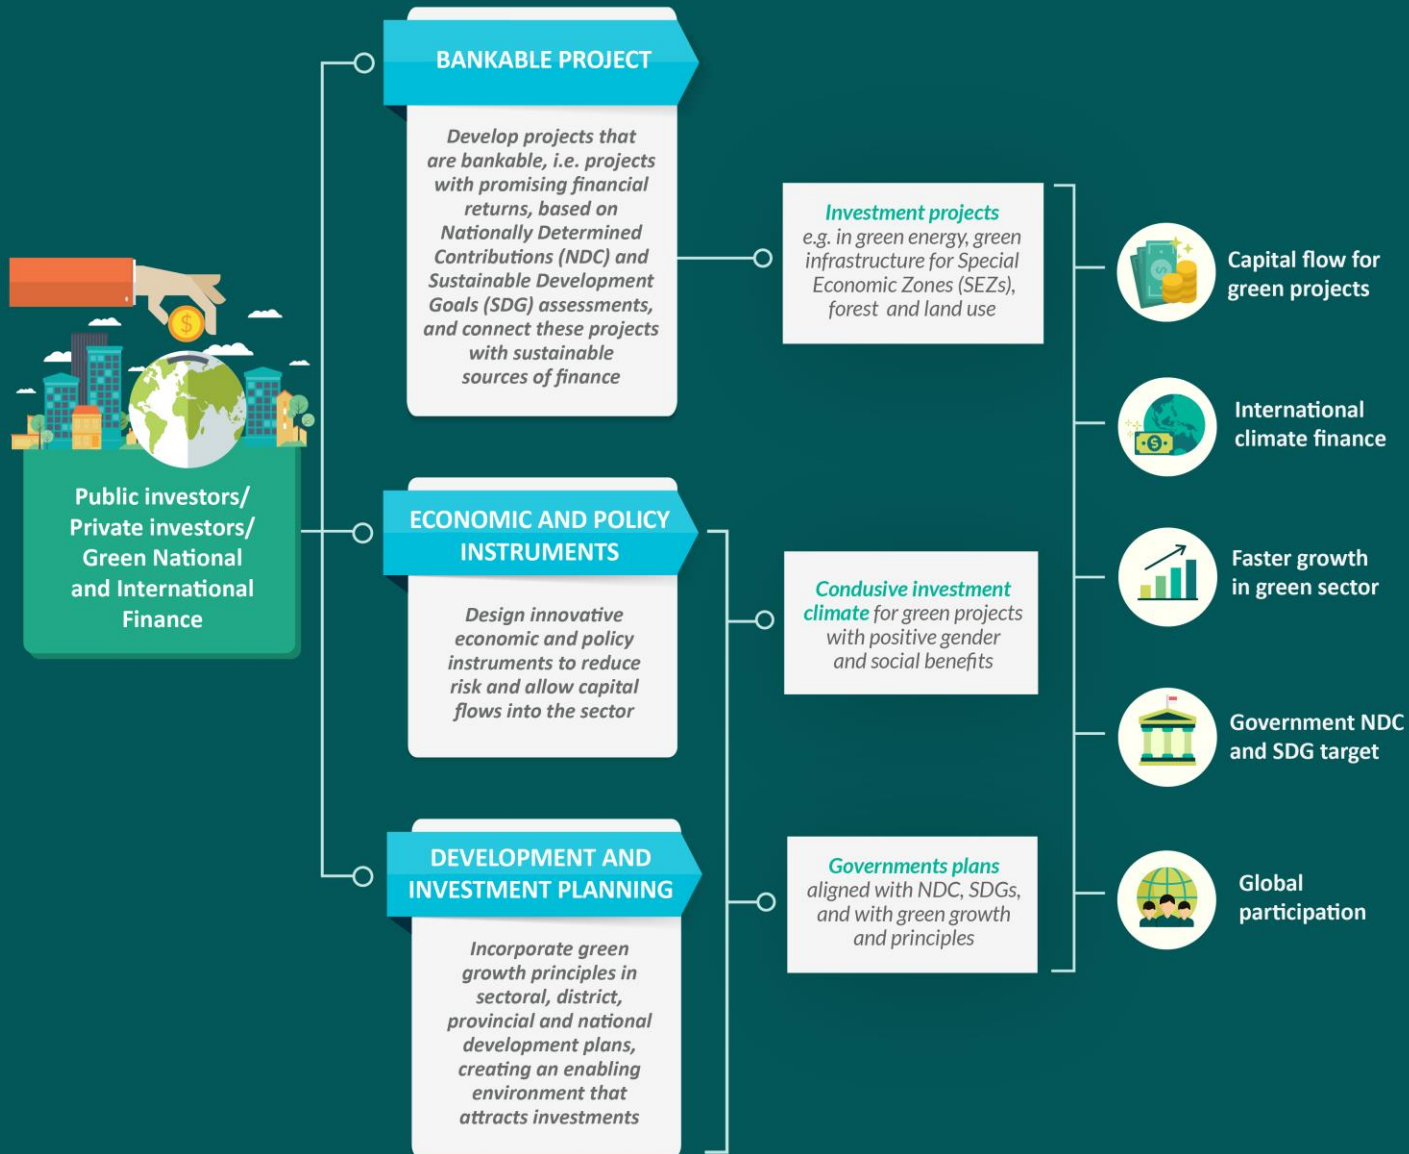 Public investors/
Private investors/
Green National
and International
Finance
BANKABLE PROJECT
Develop projects that
are bankable, i.e. projects
with promising financial
returns, based on
Nationally Determined
Contributions (NDC) and
Sustainable Development
Goals (SDG) assessments,
and connect these projects
with sustainable
sources of finance
ECONOMIC AND POLICY
INSTRUMENTS
Design innovative
economic and policy
instruments to reduce
risk and allow capital
flows into the sector
DEVELOPMENT AND
INVESTMENT PLANNING
Incorporate green
growth principles in
sectoral, district,
provincial and national
development plans,
creating an enabling
environment that
attracts investments
Investment projects
e.g. in green energy, green
infrastructure for Special
Economic Zones (SEZs),
forest and land use
Condusive investment
climate for green projects
with positive gender
and social benefits
Governments plans
aligned with NDC, SDGs,
and with green growth
and principles
Capital flow for
green projects
International
climate finance
Faster growth
in green sector
Government NDC
and SDG target
Global
participation